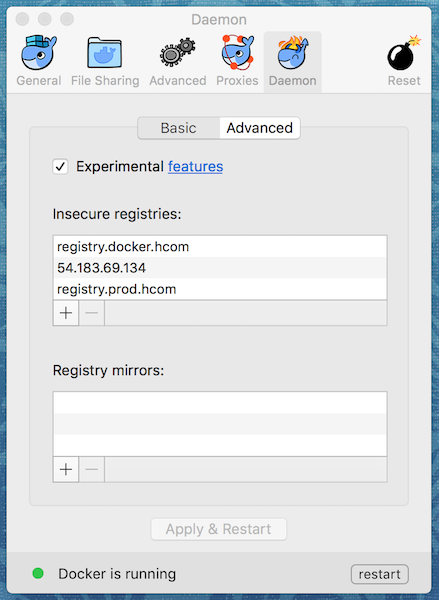 Daemon
General File Sharing Advanced Proxies Daemon Reset
Basic Advanced
Experimental features
Insecure registries:
registry.docker.hcom
54.183.69.134
registry.prod.hcom
+ −
Registry mirrors:
+ −
Apply & Restart
Docker is running restart